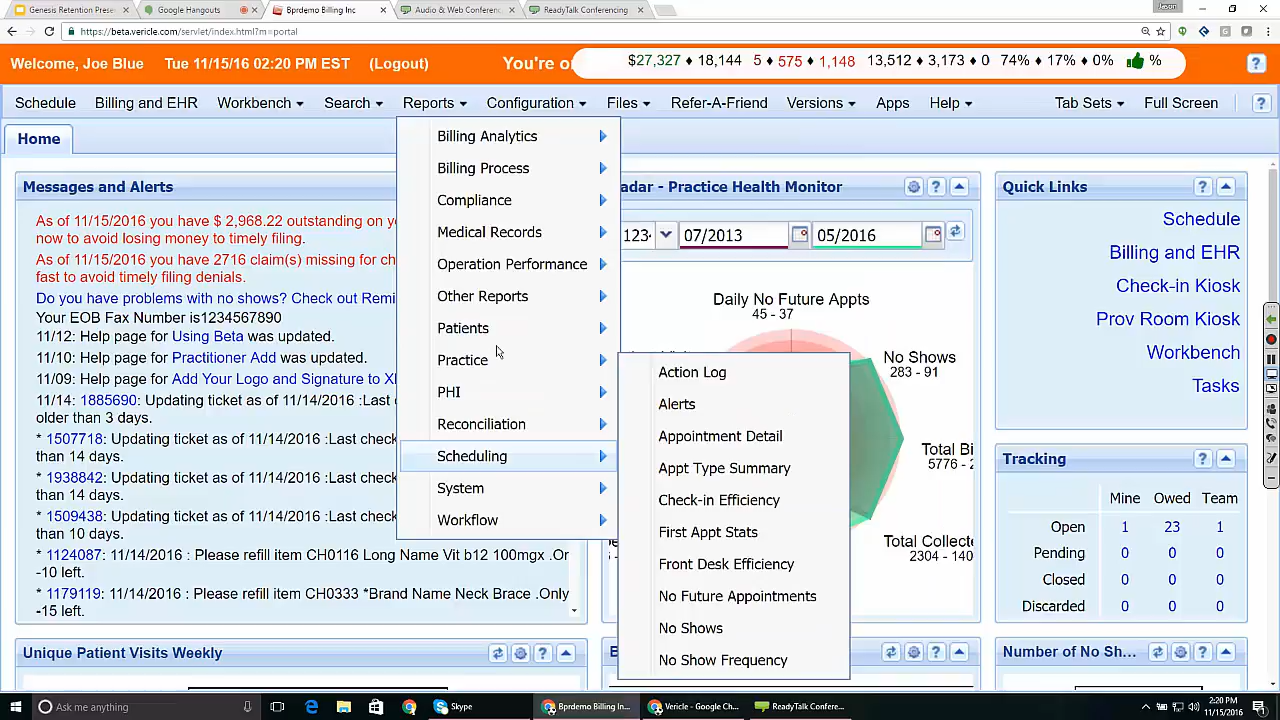 Genesis Retention Present
Google Hangouts
Bprdemo Billing Inc
Audio & Web Conferenc
ReadyTalk Conferencing
Jason
https://beta.vericle.com/servlet/index.html?m=portal
Welcome, Joe Blue
Tue 11/15/16 02:20 PM EST
(Logout)
You're o
$27,327 ♦ 18,144 5 ♦ 575 ♦ 1,148 13,512 ♦ 3,173 ♦ 0 74% ♦ 17% ♦ 0% %
Schedule
Billing and EHR
Workbench
Search
Reports
Configuration
Files
Refer-A-Friend
Versions
Apps
Help
Tab Sets
Full Screen
Home
Messages and Alerts
As of 11/15/2016 you have $ 2,968.22 outstanding on yo
now to avoid losing money to timely filing.
As of 11/15/2016 you have 2716 claim(s) missing for ch
fast to avoid timely filing denials.
Do you have problems with no shows? Check out Remi
Your EOB Fax Number is1234567890
11/12: Help page for Using Beta was updated.
11/10: Help page for Practitioner Add was updated.
11/09: Help page for Add Your Logo and Signature to X
11/14: 1885690: Updating ticket as of 11/14/2016 :Last c
older than 3 days.
* 1507718: Updating ticket as of 11/14/2016 :Last check
than 14 days.
* 1938842: Updating ticket as of 11/14/2016 :Last check
than 14 days.
* 1509438: Updating ticket as of 11/14/2016 :Last check
than 10 days.
* 1124087: 11/14/2016 : Please refill item CH0116 Long Name Vit b12 100mgx .Or
-10 left.
* 1179119: 11/14/2016 : Please refill item CH0333 *Brand Name Neck Brace .Only
-15 left.
Billing Analytics
Billing Process
Compliance
Medical Records
Operation Performance
Other Reports
Patients
Practice
PHI
Reconciliation
Scheduling
System
Workflow
Action Log
Alerts
Appointment Detail
Appt Type Summary
Check-in Efficiency
First Appt Stats
Front Desk Efficiency
No Future Appointments
No Shows
No Show Frequency
adar - Practice Health Monitor
123
07/2013
05/2016
Daily No Future Appts
45 - 37
No Shows
283 - 91
Total Bi
5776 - 2
Total Collecte
2304 - 140
Quick Links
Schedule
Billing and EHR
Check-in Kiosk
Prov Room Kiosk
Workbench
Tasks
Tracking
Mine Owed Team
Open 1 23 1
Pending 0 0 0
Closed 0 0 0
Discarded 0 0 0
Unique Patient Visits Weekly
Number of No Sh...
Ask me anything
Skype
Bprdemo Billing In...
Vericle - Google Ch...
ReadyTalk Confere...
2:20 PM
11/15/2016